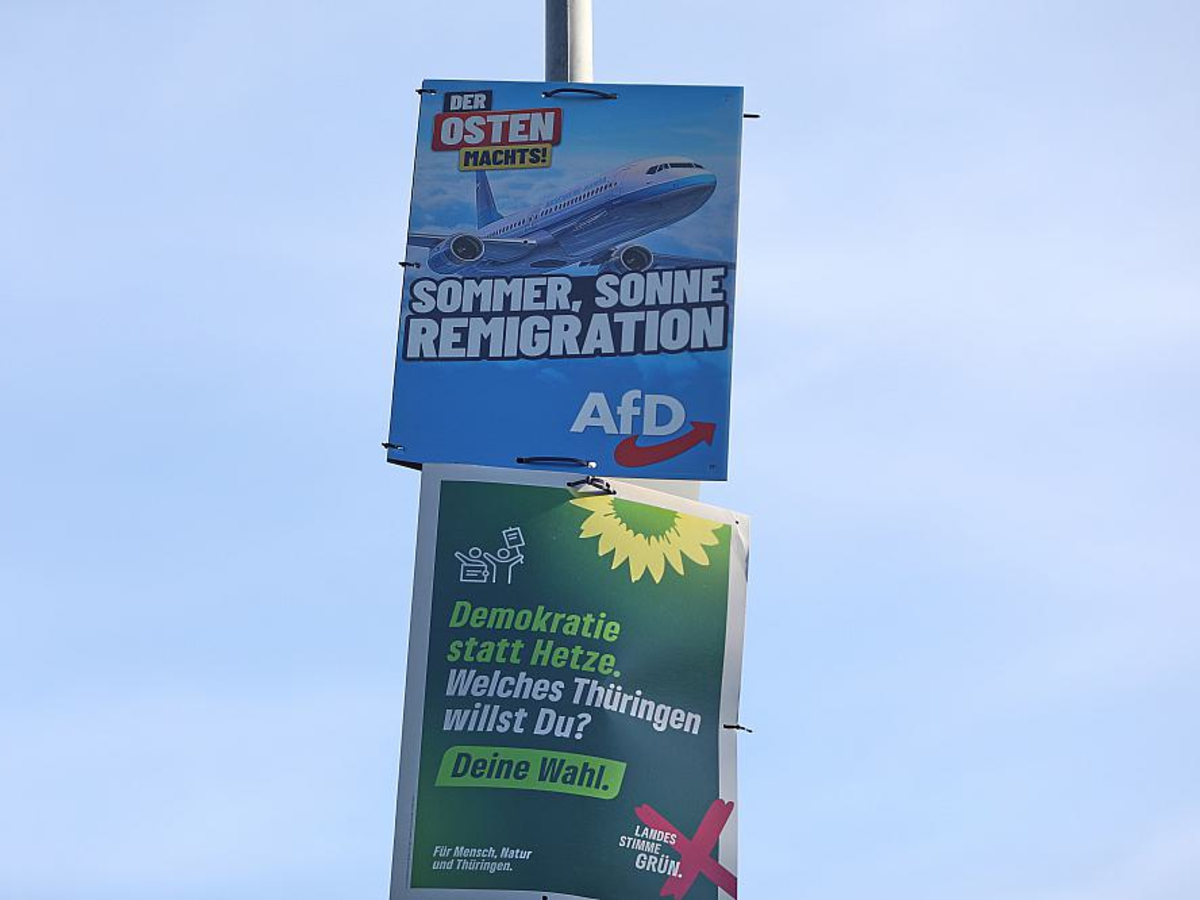 DER
OSTEN
MACHTS!
SOMMER, SONNE
REMIGRATION
AfD
Demokratie
statt Hetze.
Welches Thüringen
willst Du?
Deine Wahl.
Für Mensch, Natur
und Thüringen.
LANDES
STIMME
GRÜN.